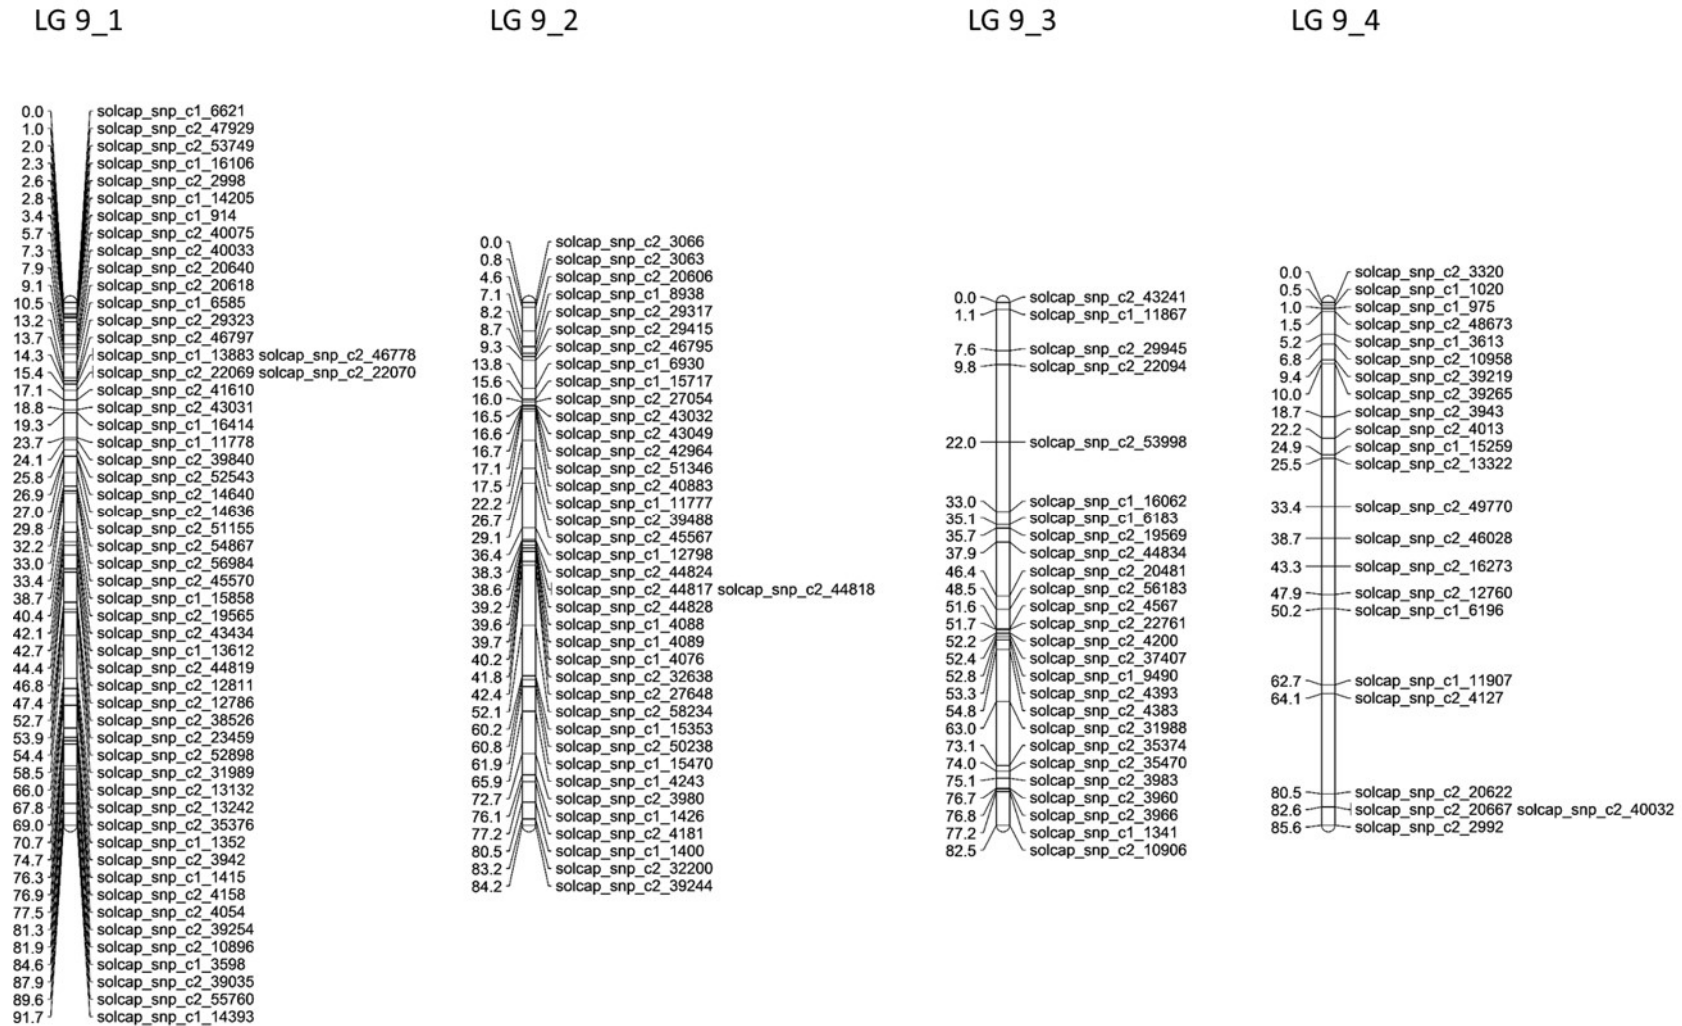 LG 9_1
0.0 solcap_snp_c1_6621
1.0 solcap_snp_c2_47929
2.0 solcap_snp_c2_53749
2.3 solcap_snp_c1_16106
2.6 solcap_snp_c2_2998
2.8 solcap_snp_c1_14205
3.4 solcap_snp_c1_914
5.7 solcap_snp_c2_40075
7.3 solcap_snp_c2_40033
7.9 solcap_snp_c2_20640
9.1 solcap_snp_c2_20618
10.5 solcap_snp_c1_6585
13.2 solcap_snp_c2_29323
13.7 solcap_snp_c2_46797
14.3 solcap_snp_c1_13883 solcap_snp_c2_46778
15.4 solcap_snp_c2_22069 solcap_snp_c2_22070
17.1 solcap_snp_c2_41610
18.8 solcap_snp_c2_43031
19.3 solcap_snp_c1_16414
23.7 solcap_snp_c1_11778
24.1 solcap_snp_c2_39840
25.8 solcap_snp_c2_52543
26.9 solcap_snp_c2_14640
27.0 solcap_snp_c2_14636
29.8 solcap_snp_c2_51155
32.2 solcap_snp_c2_54867
33.0 solcap_snp_c2_56984
33.4 solcap_snp_c2_45570
38.7 solcap_snp_c1_15858
40.4 solcap_snp_c2_19565
42.1 solcap_snp_c2_43434
42.7 solcap_snp_c1_13612
44.4 solcap_snp_c2_44819
46.8 solcap_snp_c2_12811
47.4 solcap_snp_c2_12786
52.7 solcap_snp_c2_38526
53.9 solcap_snp_c2_23459
54.4 solcap_snp_c2_52898
58.5 solcap_snp_c2_31989
66.0 solcap_snp_c2_13132
67.8 solcap_snp_c2_13242
69.0 solcap_snp_c2_35376
70.7 solcap_snp_c1_1352
74.7 solcap_snp_c2_3942
76.3 solcap_snp_c1_1415
76.9 solcap_snp_c2_4158
77.5 solcap_snp_c2_4054
81.3 solcap_snp_c2_39254
81.9 solcap_snp_c2_10896
84.6 solcap_snp_c1_3598
87.9 solcap_snp_c2_39035
89.6 solcap_snp_c2_55760
91.7 solcap_snp_c1_14393
LG 9_2
0.0 solcap_snp_c2_3066
0.8 solcap_snp_c2_3063
4.6 solcap_snp_c2_20606
7.1 solcap_snp_c1_8938
8.2 solcap_snp_c2_29317
8.7 solcap_snp_c2_29415
9.3 solcap_snp_c2_46795
13.8 solcap_snp_c1_6930
15.6 solcap_snp_c1_15717
16.0 solcap_snp_c2_27054
16.5 solcap_snp_c2_43032
16.6 solcap_snp_c2_43049
16.7 solcap_snp_c2_42964
17.1 solcap_snp_c2_51346
17.5 solcap_snp_c2_40883
22.2 solcap_snp_c1_11777
26.7 solcap_snp_c2_39488
29.1 solcap_snp_c2_45567
36.4 solcap_snp_c1_12798
38.3 solcap_snp_c2_44824
38.6 solcap_snp_c2_44817 solcap_snp_c2_44818
39.2 solcap_snp_c2_44828
39.6 solcap_snp_c1_4088
39.7 solcap_snp_c1_4089
40.2 solcap_snp_c1_4076
41.8 solcap_snp_c2_32638
42.4 solcap_snp_c2_27648
52.1 solcap_snp_c2_58234
60.2 solcap_snp_c1_15353
60.8 solcap_snp_c2_50238
61.9 solcap_snp_c1_15470
65.9 solcap_snp_c1_4243
72.7 solcap_snp_c2_3980
76.1 solcap_snp_c1_1426
77.2 solcap_snp_c2_4181
80.5 solcap_snp_c1_1400
83.2 solcap_snp_c2_32200
84.2 solcap_snp_c2_39244
LG 9_3
0.0 solcap_snp_c2_43241
1.1 solcap_snp_c1_11867
7.6 solcap_snp_c2_29945
9.8 solcap_snp_c2_22094
22.0 solcap_snp_c2_53998
33.0 solcap_snp_c1_16062
35.1 solcap_snp_c1_6183
35.7 solcap_snp_c2_19569
37.9 solcap_snp_c2_44834
46.4 solcap_snp_c2_20481
48.5 solcap_snp_c2_56183
51.6 solcap_snp_c2_4567
51.7 solcap_snp_c2_22761
52.2 solcap_snp_c2_4200
52.4 solcap_snp_c2_37407
52.8 solcap_snp_c1_9490
53.3 solcap_snp_c2_4393
54.8 solcap_snp_c2_4383
63.0 solcap_snp_c2_31988
73.1 solcap_snp_c2_35374
74.0 solcap_snp_c2_35470
75.1 solcap_snp_c2_3983
76.7 solcap_snp_c2_3960
76.8 solcap_snp_c2_3966
77.2 solcap_snp_c1_1341
82.5 solcap_snp_c2_10906
LG 9_4
0.0 solcap_snp_c2_3320
0.5 solcap_snp_c1_1020
1.0 solcap_snp_c1_975
1.5 solcap_snp_c2_48673
5.2 solcap_snp_c1_3613
6.8 solcap_snp_c2_10958
9.4 solcap_snp_c2_39219
10.0 solcap_snp_c2_39265
18.7 solcap_snp_c2_3943
22.2 solcap_snp_c2_4013
24.9 solcap_snp_c1_15259
25.5 solcap_snp_c2_13322
33.4 solcap_snp_c2_49770
38.7 solcap_snp_c2_46028
43.3 solcap_snp_c2_16273
47.9 solcap_snp_c2_12760
50.2 solcap_snp_c1_6196
62.7 solcap_snp_c1_11907
64.1 solcap_snp_c2_4127
80.5 solcap_snp_c2_20622
82.6 solcap_snp_c2_20667 solcap_snp_c2_40032
85.6 solcap_snp_c2_2992